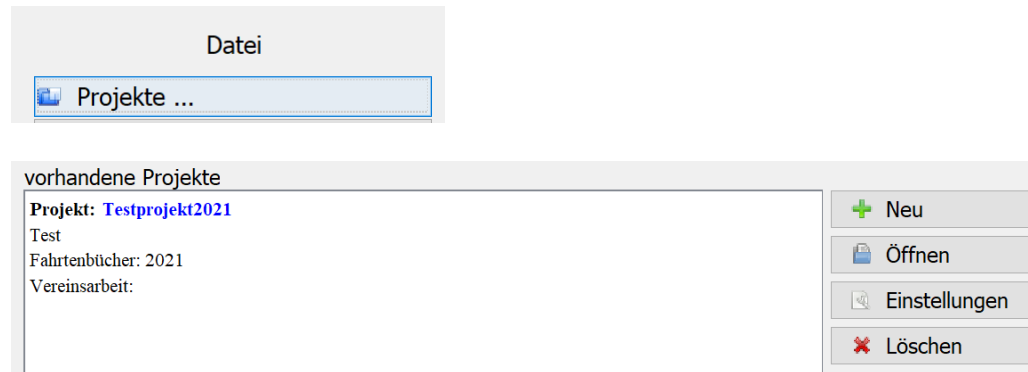 Datei
Projekte ...
vorhandene Projekte
Projekt: Testprojekt2021
Test
Fahrtenbücher: 2021
Vereinsarbeit:
Neu
Öffnen
Einstellungen
Löschen